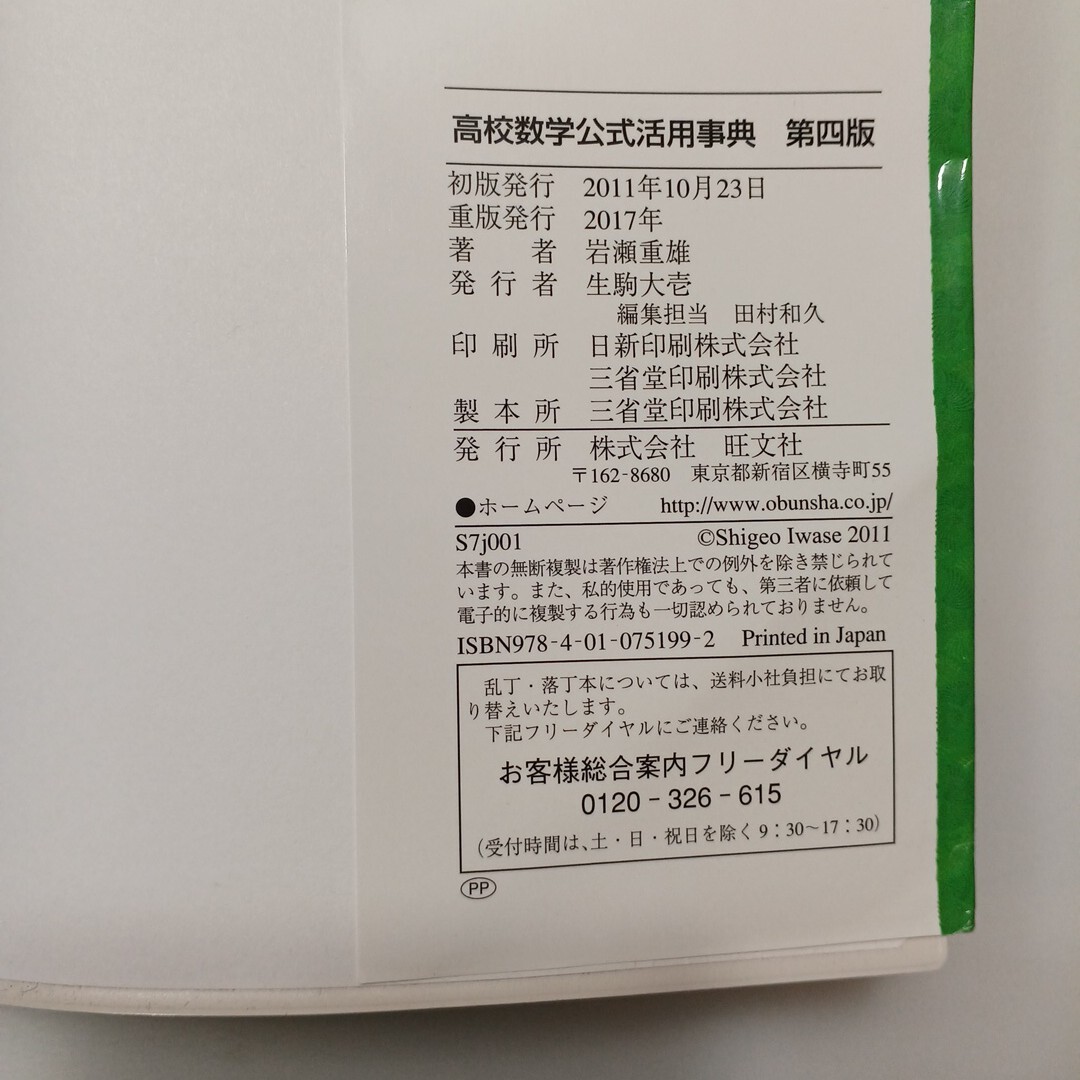 高校数学公式活用事典 第四版
初版発行 2011年10月23日
重版発行 2017年
著者 岩瀬重雄
発行者 生駒大壱
編集担当 田村和久
印刷所 日新印刷株式会社
三省堂印刷株式会社
製本所 三省堂印刷株式会社
発行所 株式会社 旺文社
〒162-8680 東京都新宿区横寺町55
●ホームページ http://www.obunsha.co.jp/
S7j001 ©Shigeo Iwase 2011
本書の無断複製は著作権法上での例外を除き禁じられて
います。また、私的使用であっても、第三者に依頼して
電子的に複製する行為も一切認められておりません。
ISBN978-4-01-075199-2 Printed in Japan
乱丁・落丁本については、送料小社負担にてお取
り替えいたします。
下記フリーダイヤルにご連絡ください。
お客様総合案内フリーダイヤル
0120-326-615
(受付時間は、土・日・祝日を除く9:30~17:30)
PP